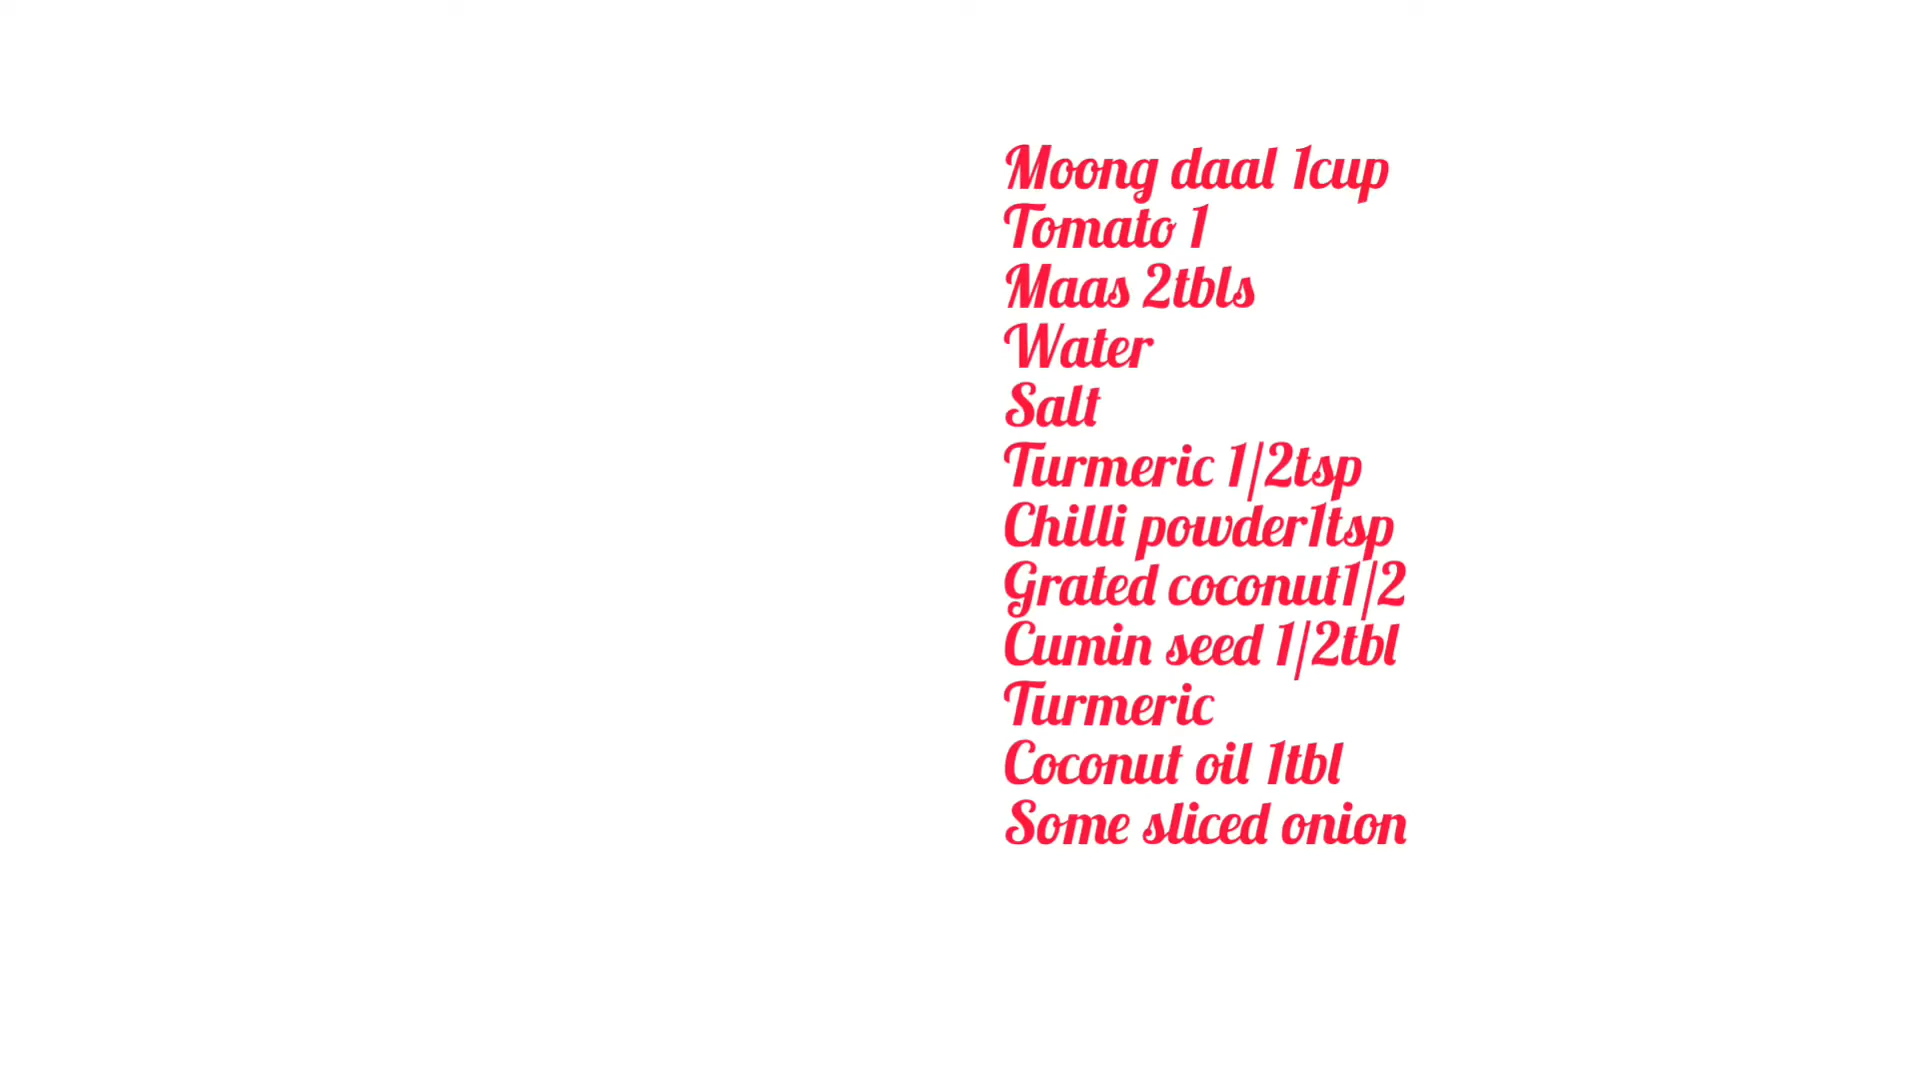 Moong daal 1cup
Tomato 1
Maas 2tbls
Water
Salt
Turmeric 1/2tsp
Chilli powder1tsp
Grated coconut1/2
Cumin seed 1/2tbl
Turmeric
Coconut oil 1tbl
Some sliced onion